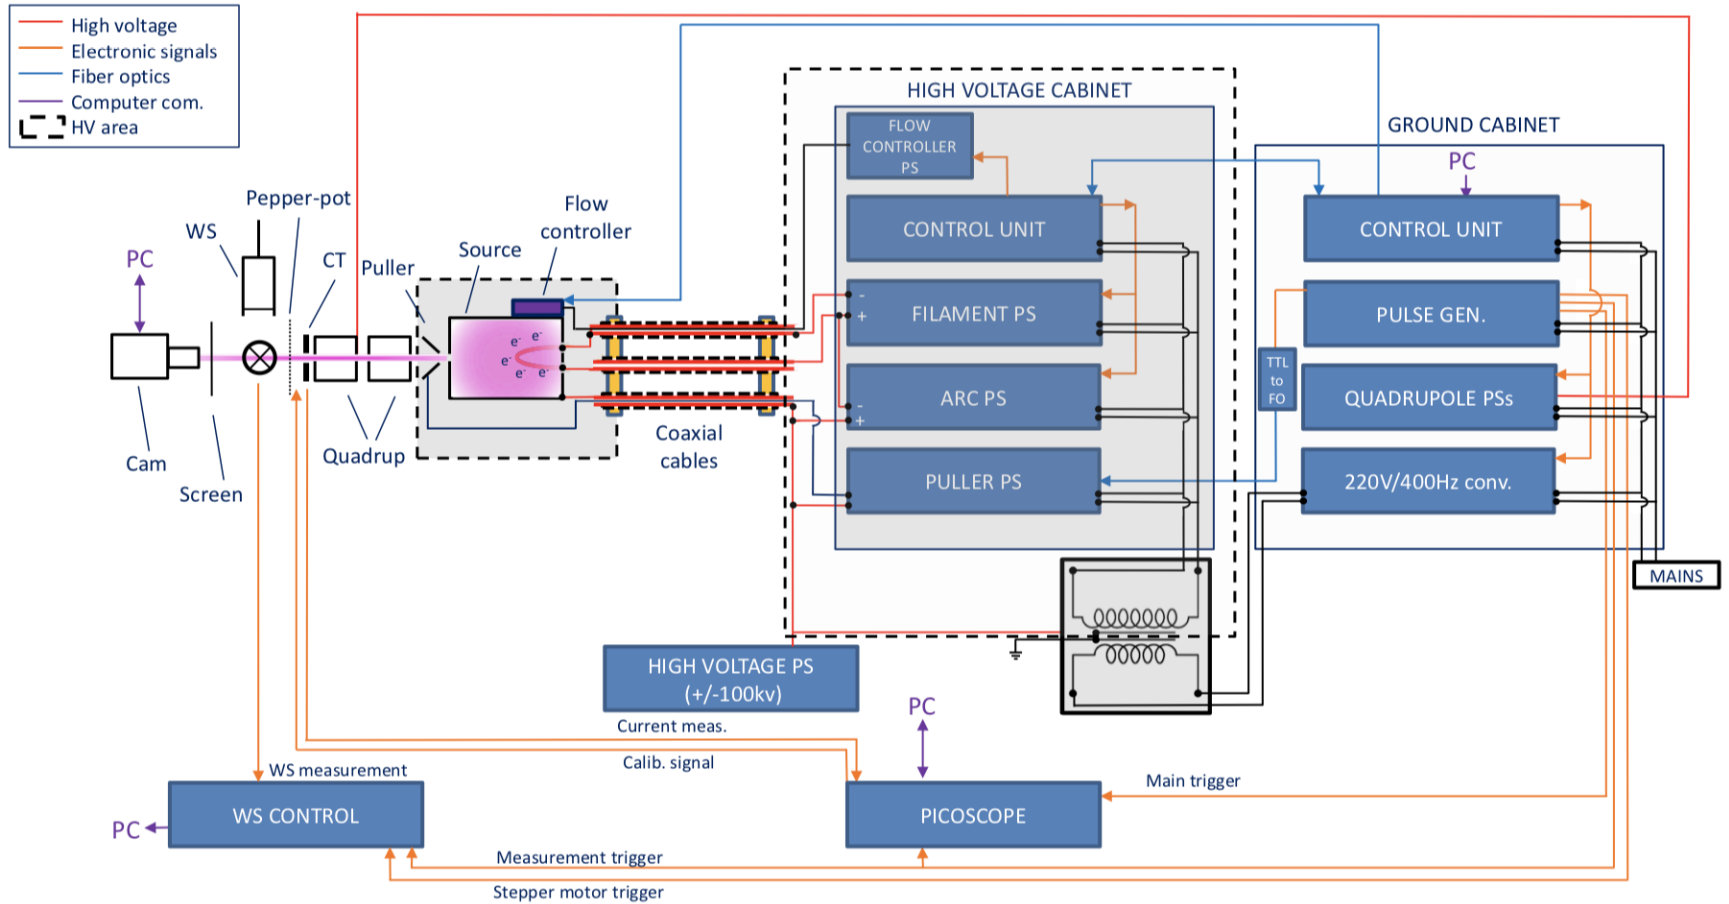 High voltage
Electronic signals
Fiber optics
Computer com.
HV area
HIGH VOLTAGE CABINET
GROUND CABINET
FLOW
CONTROLLER
PS
PC
CONTROL UNIT
CONTROL UNIT
FILAMENT PS
-
+
PULSE GEN.
ARC PS
-
+
TTL
to
FO
QUADRUPOLE PSs
PULLER PS
220V/400Hz conv.
MAINS
Pepper-pot
WS
PC
CT
Puller
Source
Flow
controller
e-
e-
e-
e-
e-
Coaxial
cables
Quadrup
Cam
Screen
HIGH VOLTAGE PS
(+/-100kv)
Current meas.
Calib. signal
PC
WS measurement
Main trigger
PC
WS CONTROL
PICOSCOPE
Measurement trigger
Stepper motor trigger